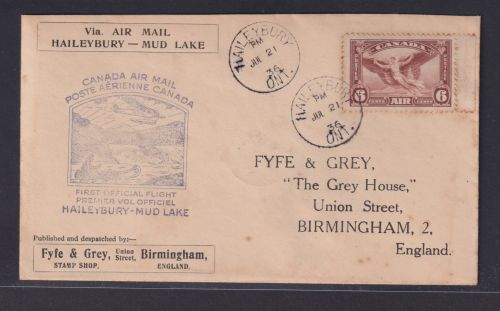 Via. AIR MAIL
HAILEYBURY — MUD LAKE
HAILEYBURY
PM
JUL 21
36
ONT.
HAILEYBURY
PM
JUL 21
36
ONT.
CANADA
6 AIR 6
CANADA AIR MAIL
POSTE AÉRIENNE CANADA
FIRST OFFICIAL FLIGHT
PREMIER VOL OFFICIEL
HAILEYBURY-MUD LAKE
FYFE & GREY,
"The Grey House,"
Union Street,
BIRMINGHAM, 2,
England.
Published and despatched by:—
Fyfe & Grey, Union Street, Birmingham,
STAMP SHOP, ENGLAND.